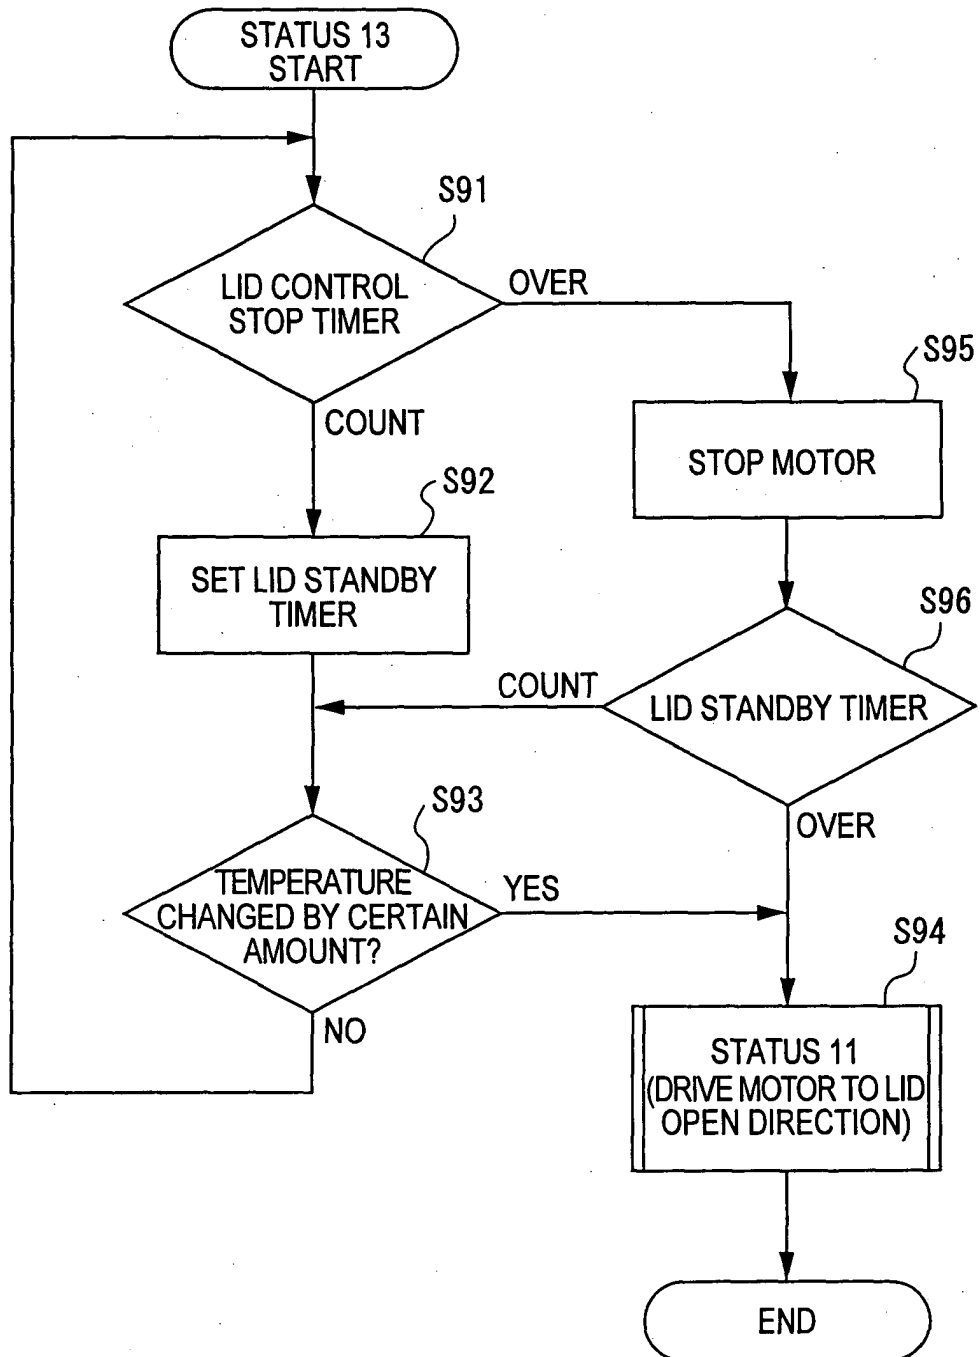 STATUS 13
START
S91
LID CONTROL
STOP TIMER
OVER
COUNT
S95
STOP MOTOR
S92
SET LID STANDBY
TIMER
S96
LID STANDBY TIMER
COUNT
OVER
S93
TEMPERATURE
CHANGED BY CERTAIN
AMOUNT?
YES
NO
S94
STATUS 11
(DRIVE MOTOR TO LID
OPEN DIRECTION)
END